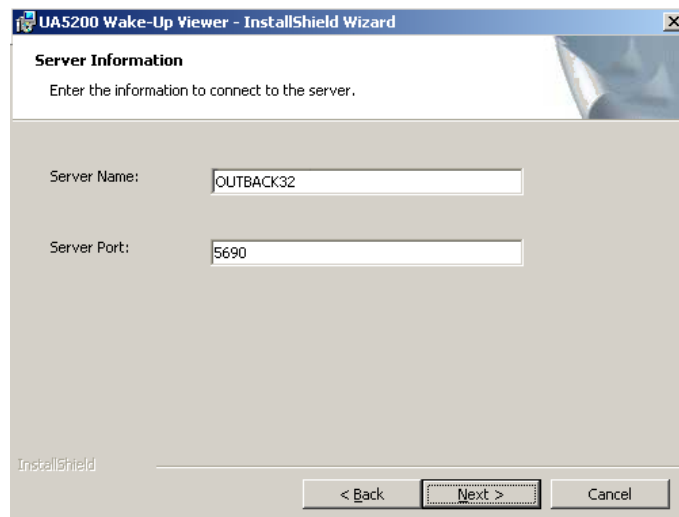 UA5200 Wake-Up Viewer - InstallShield Wizard
Server Information
Enter the information to connect to the server.
Server Name:
OUTBACK32
Server Port:
5690
InstallShield
< Back
Next >
Cancel